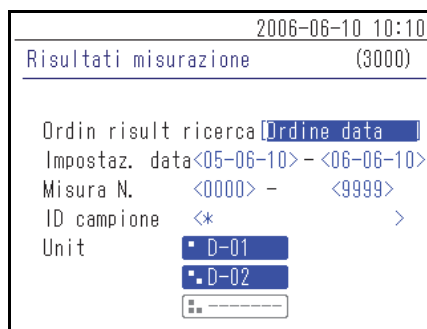 2006-06-10 10:10
Risultati misurazione (3000)
Ordin risult ricerca[Ordine data ]
Impostaz. data<05-06-10>-<06-06-10>
Misura N. <0000> - <9999>
ID campione <* >
Unit D-01
D-02
-------